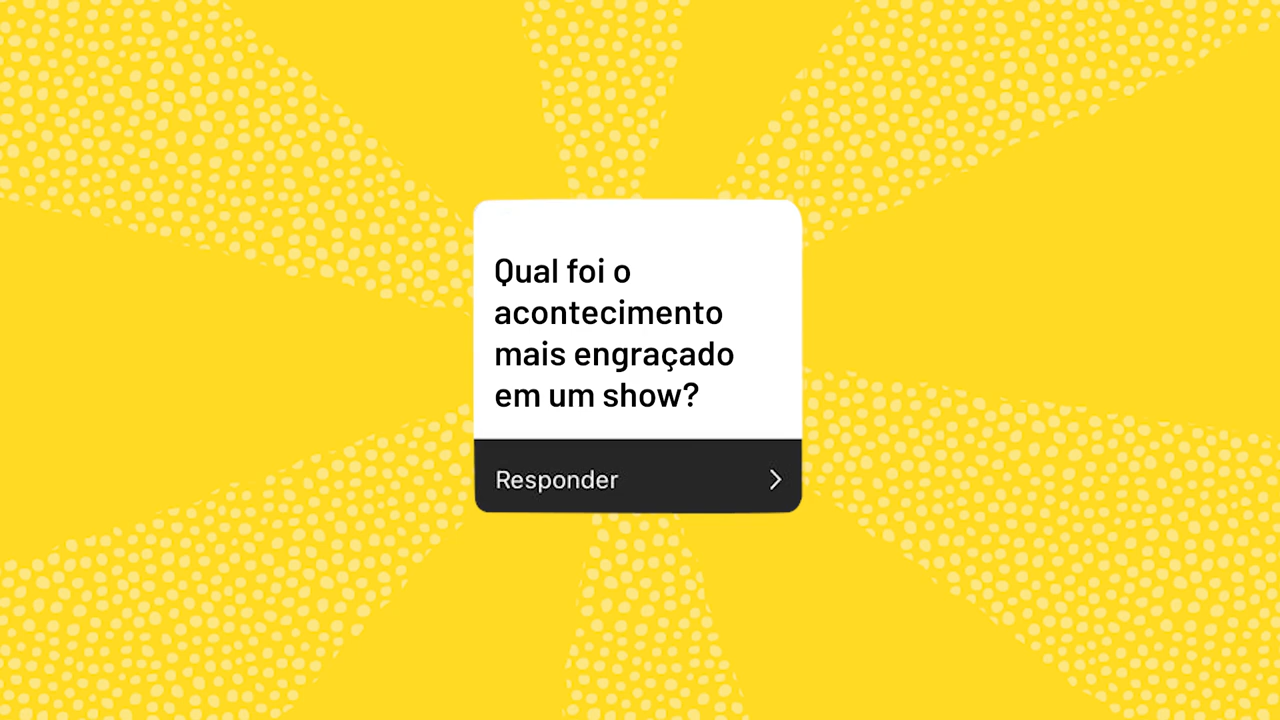 Qual foi o
acontecimento
mais engraçado
em um show?
Responder